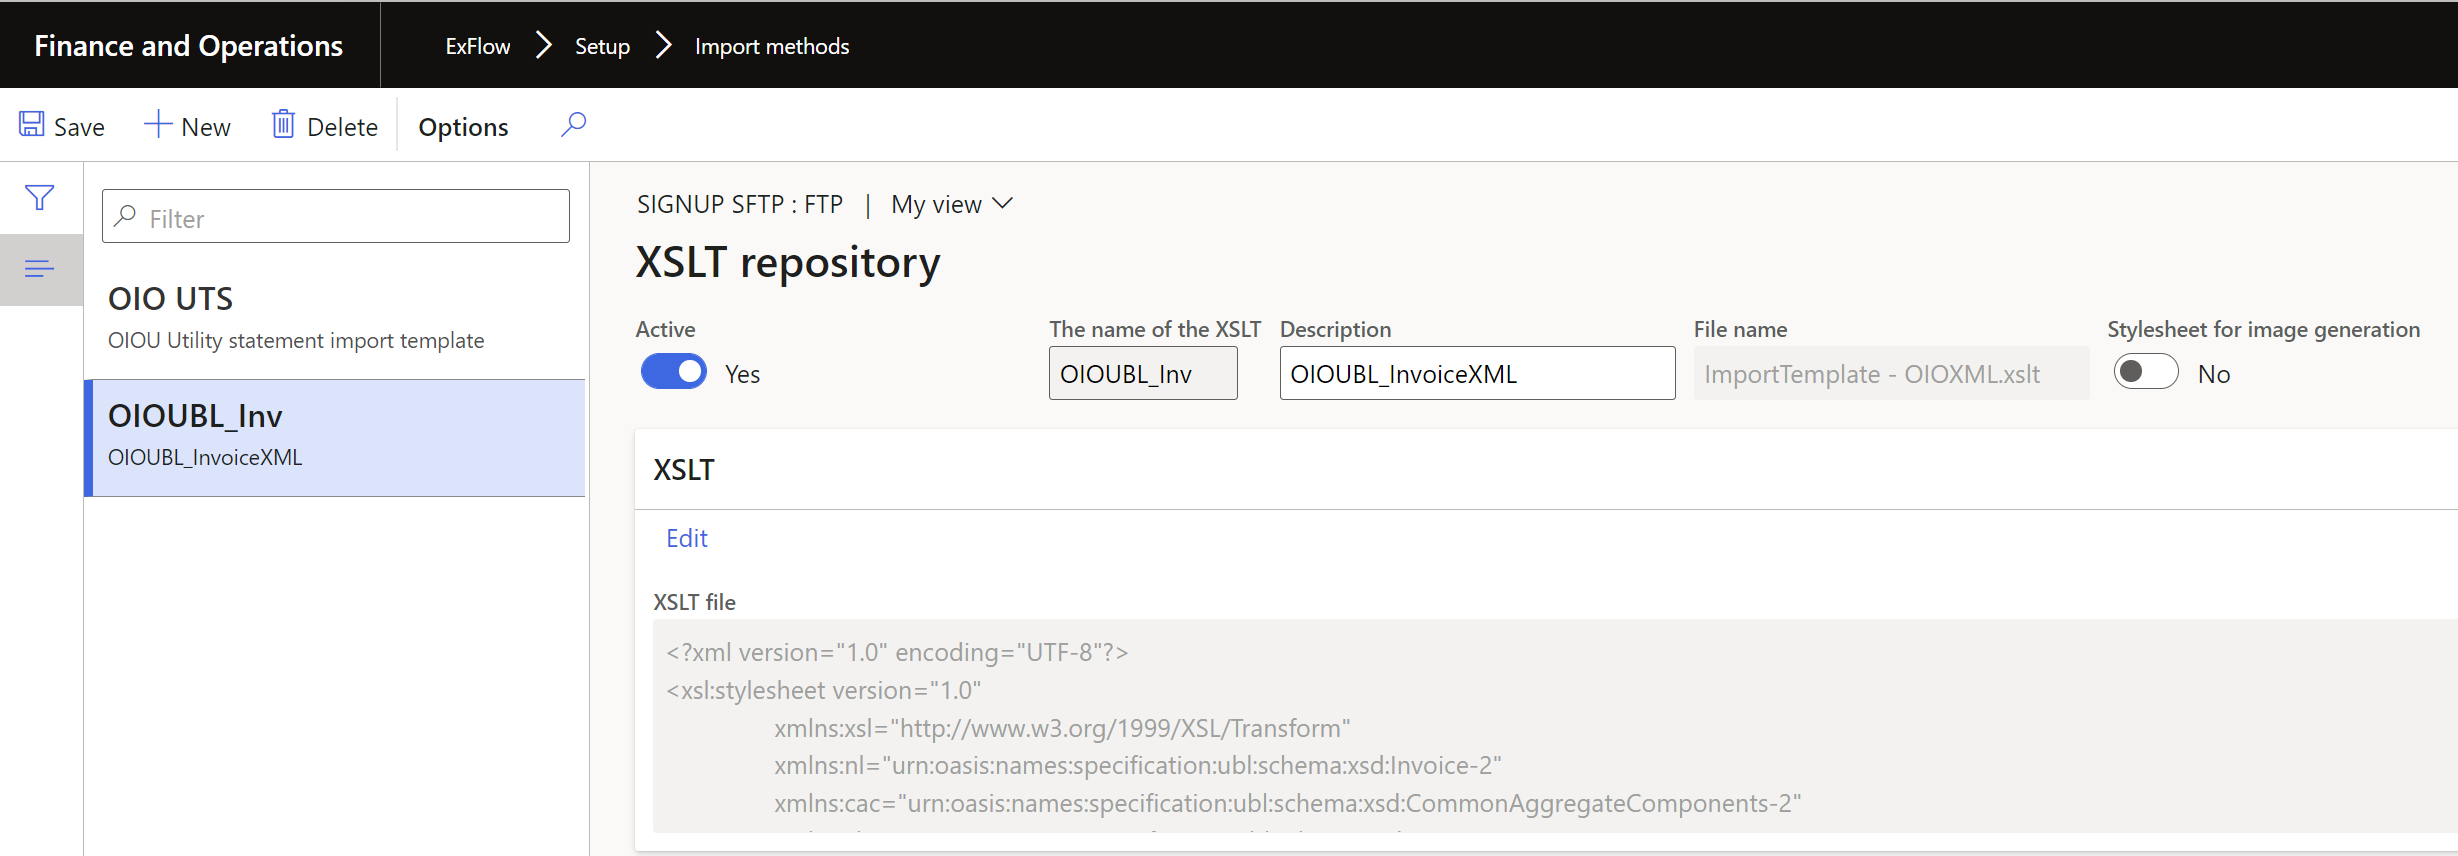 Finance and Operations
ExFlow Setup Import methods
Save New Delete Options
Filter
OIO UTS
OIOU Utility statement import template
OIOUBL_Inv
OIOUBL_InvoiceXML
SIGNUP SFTP : FTP | My view
XSLT repository
Active The name of the XSLT Description File name Stylesheet for image generation
Yes OIOUBL_Inv OIOUBL_InvoiceXML ImportTemplate - OIOXML.xslt No
XSLT
Edit
XSLT file
<?xml version="1.0" encoding="UTF-8"?>
<xsl:stylesheet version="1.0"
xmlns:xsl="http://www.w3.org/1999/XSL/Transform"
xmlns:nl="urn:oasis:names:specification:ubl:schema:xsd:Invoice-2"
xmlns:cac="urn:oasis:names:specification:ubl:schema:xsd:CommonAggregateComponents-2"